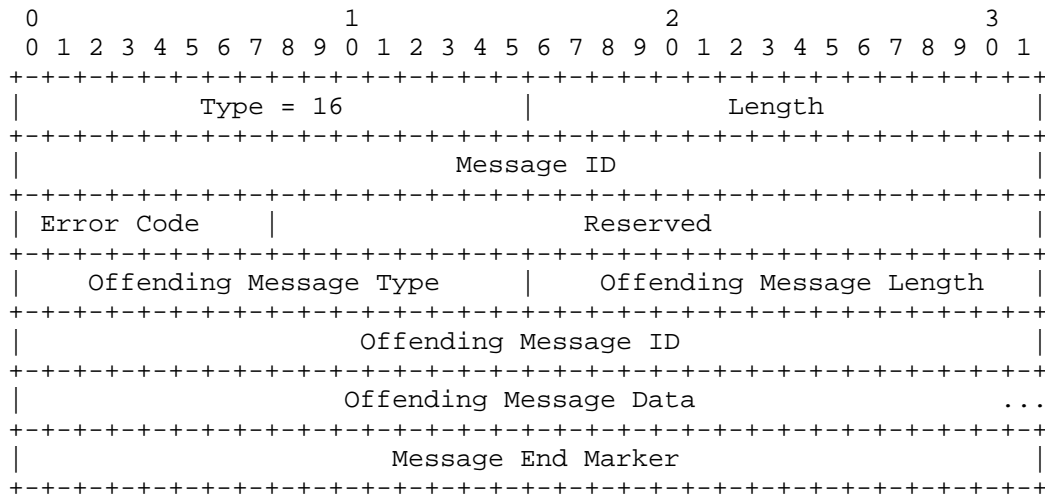 0                   1                   2                   3
 0 1 2 3 4 5 6 7 8 9 0 1 2 3 4 5 6 7 8 9 0 1 2 3 4 5 6 7 8 9 0 1
+-+-+-+-+-+-+-+-+-+-+-+-+-+-+-+-+-+-+-+-+-+-+-+-+-+-+-+-+-+-+-+-+
|           Type = 16           |            Length             |
+-+-+-+-+-+-+-+-+-+-+-+-+-+-+-+-+-+-+-+-+-+-+-+-+-+-+-+-+-+-+-+-+
|                           Message ID                          |
+-+-+-+-+-+-+-+-+-+-+-+-+-+-+-+-+-+-+-+-+-+-+-+-+-+-+-+-+-+-+-+-+
| Error Code    |                   Reserved                    |
+-+-+-+-+-+-+-+-+-+-+-+-+-+-+-+-+-+-+-+-+-+-+-+-+-+-+-+-+-+-+-+-+
|    Offending Message Type     |    Offending Message Length   |
+-+-+-+-+-+-+-+-+-+-+-+-+-+-+-+-+-+-+-+-+-+-+-+-+-+-+-+-+-+-+-+-+
|                     Offending Message ID                      |
+-+-+-+-+-+-+-+-+-+-+-+-+-+-+-+-+-+-+-+-+-+-+-+-+-+-+-+-+-+-+-+-+
|                    Offending Message Data                   ...
+-+-+-+-+-+-+-+-+-+-+-+-+-+-+-+-+-+-+-+-+-+-+-+-+-+-+-+-+-+-+-+-+
|                       Message End Marker                      |
+-+-+-+-+-+-+-+-+-+-+-+-+-+-+-+-+-+-+-+-+-+-+-+-+-+-+-+-+-+-+-+-+